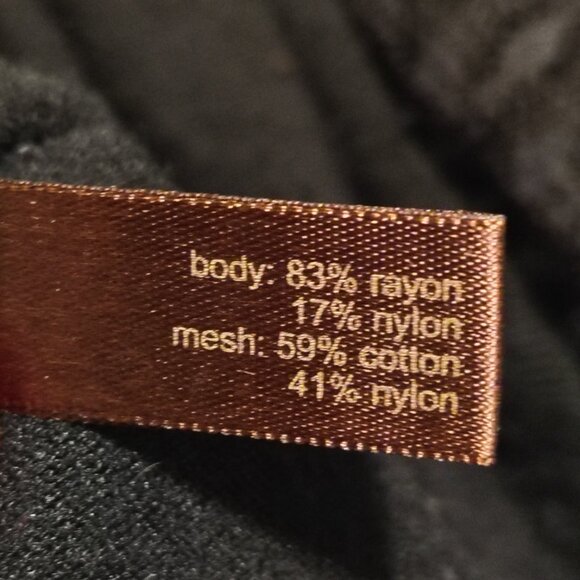 body: 83% rayon
17% nylon
mesh: 59% cotton
41% nylon